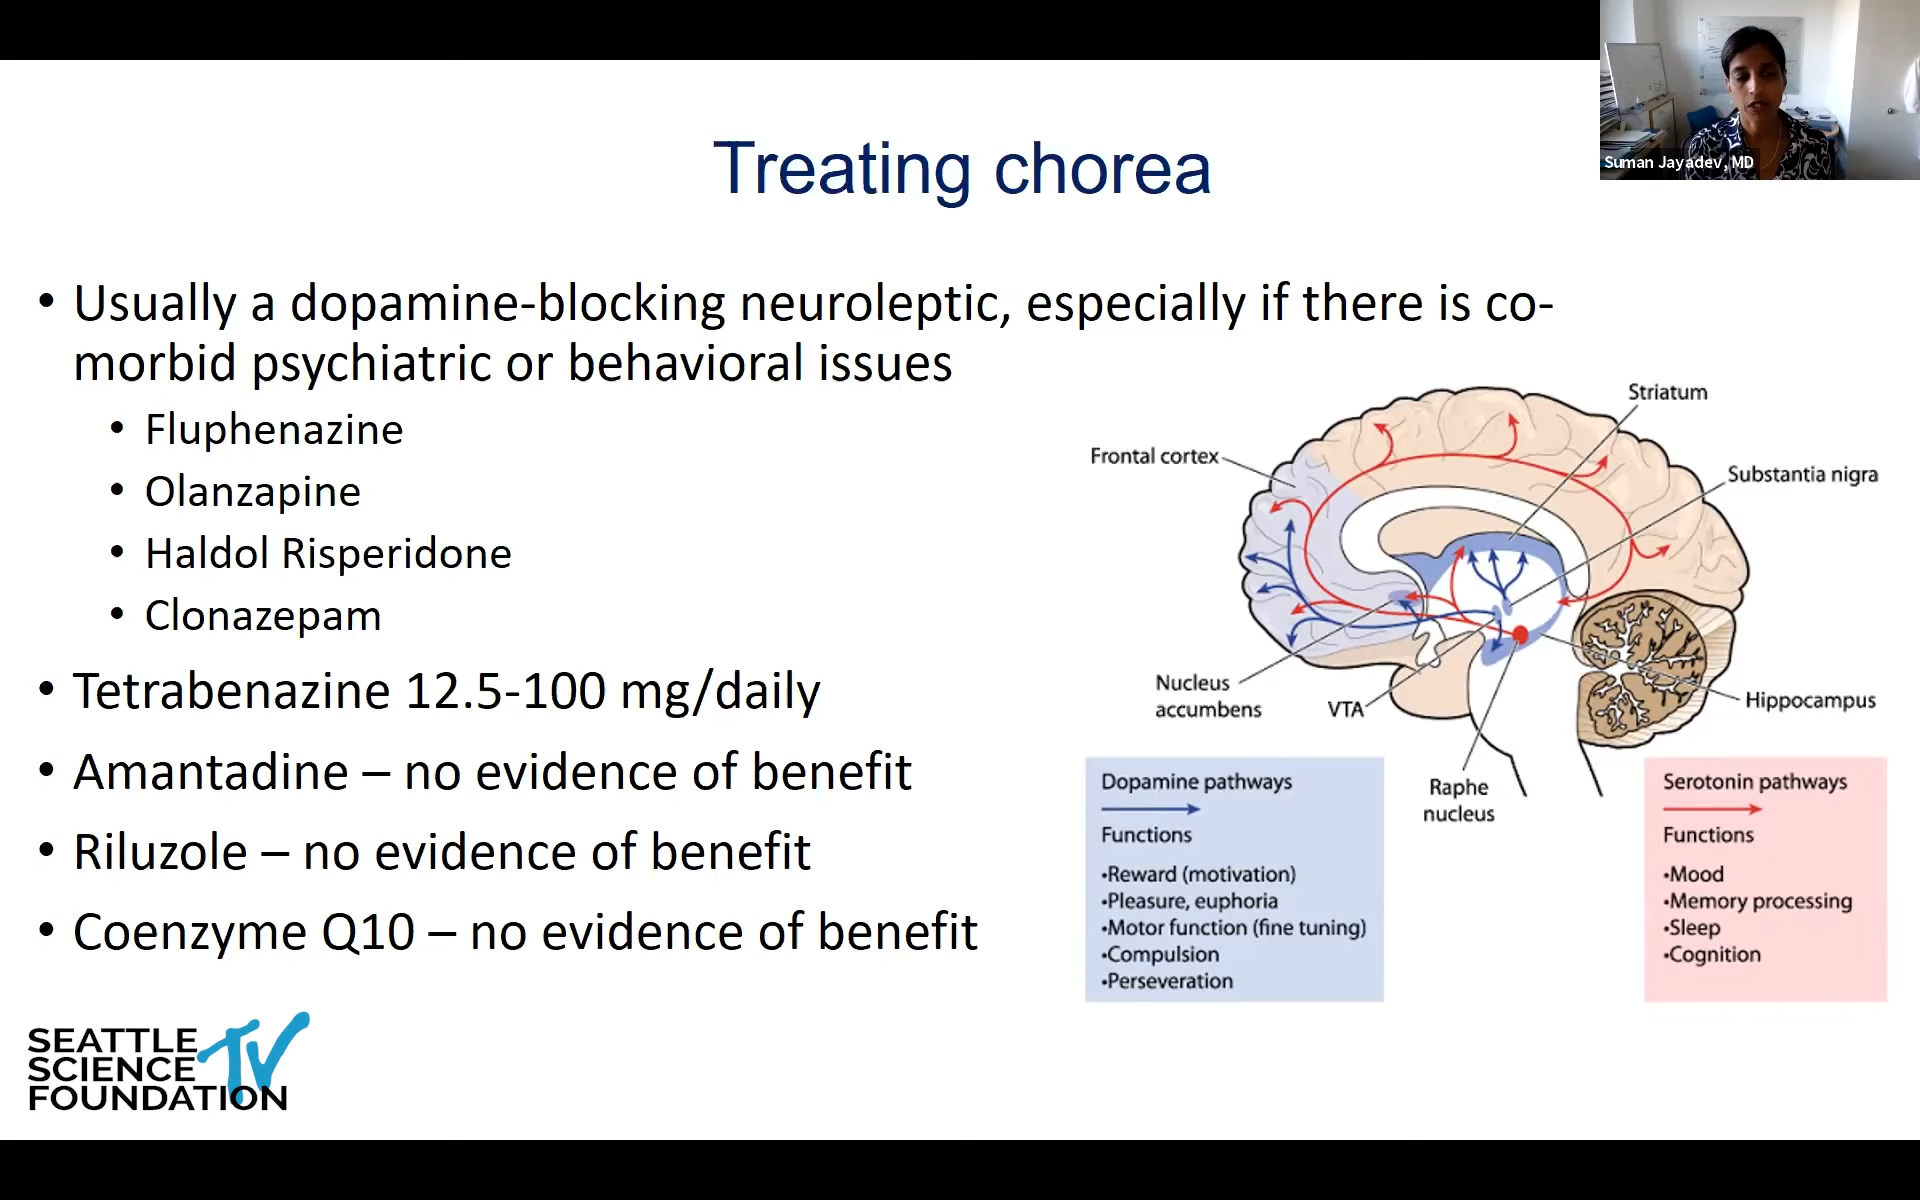 Suman Jayadev, MD
Treating chorea
• Usually a dopamine-blocking neuroleptic, especially if there is co-
morbid psychiatric or behavioral issues
• Fluphenazine
• Olanzapine
• Haldol Risperidone
• Clonazepam
• Tetrabenazine 12.5-100 mg/daily
• Amantadine – no evidence of benefit
• Riluzole – no evidence of benefit
• Coenzyme Q10 – no evidence of benefit
Striatum
Frontal cortex
Substantia nigra
Nucleus
accumbens
VTA
Hippocampus
Raphe
nucleus
Dopamine pathways
Functions
•Reward (motivation)
•Pleasure, euphoria
•Motor function (fine tuning)
•Compulsion
•Perseveration
Serotonin pathways
Functions
•Mood
•Memory processing
•Sleep
•Cognition
SEATTLE
SCIENCE
FOUNDATION
TV